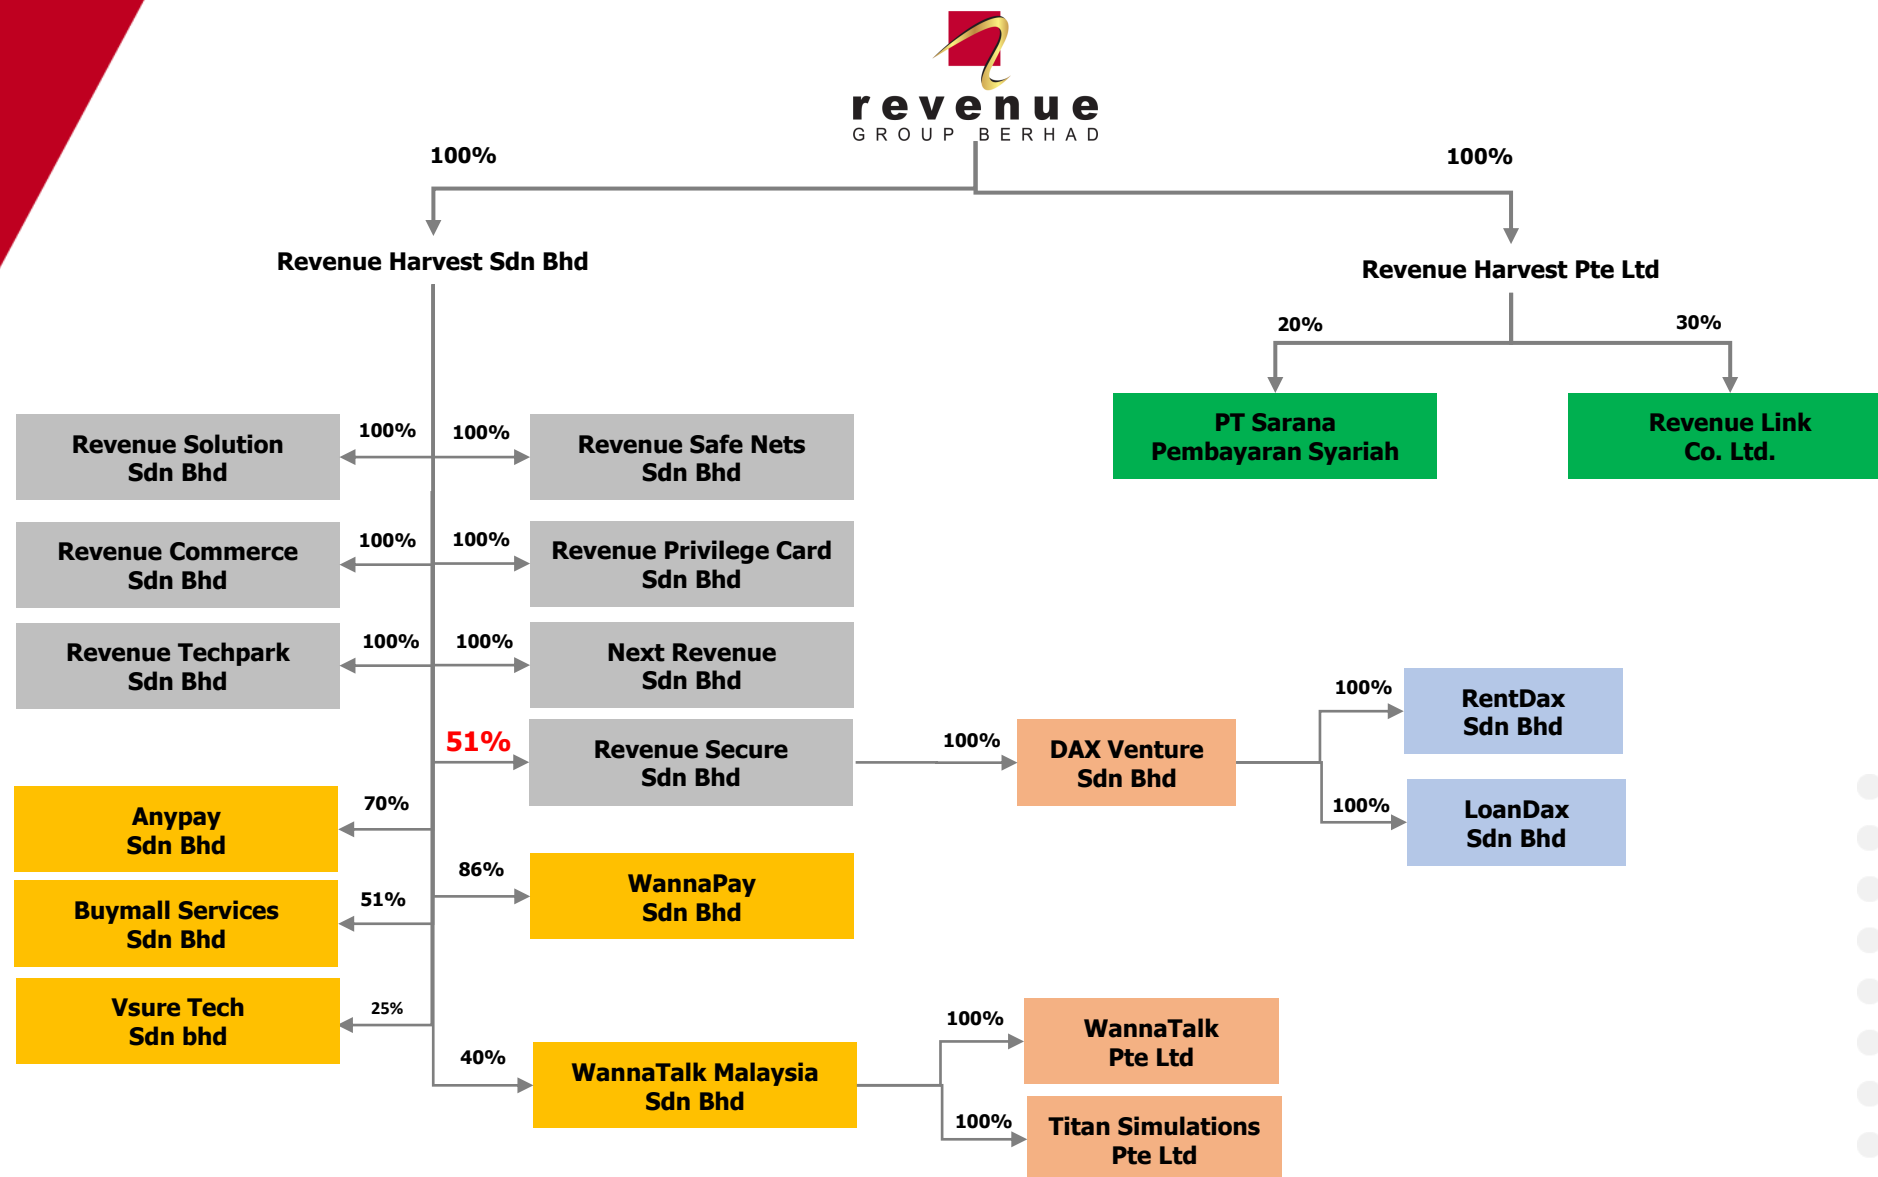 revenue
GROUP BERHAD
100%
100%
Revenue Harvest Sdn Bhd
Revenue Harvest Pte Ltd
20%
30%
PT Sarana
Pembayaran Syariah
Revenue Link
Co. Ltd.
Revenue Solution
Sdn Bhd
100%
100%
Revenue Safe Nets
Sdn Bhd
Revenue Commerce
Sdn Bhd
100%
100%
Revenue Privilege Card
Sdn Bhd
Revenue Techpark
Sdn Bhd
100%
100%
Next Revenue
Sdn Bhd
51%
Revenue Secure
Sdn Bhd
100%
DAX Venture
Sdn Bhd
100%
RentDax
Sdn Bhd
100%
LoanDax
Sdn Bhd
Anypay
Sdn Bhd
70%
86%
WannaPay
Sdn Bhd
Buymall Services
Sdn Bhd
51%
Vsure Tech
Sdn bhd
25%
40%
WannaTalk Malaysia
Sdn Bhd
100%
WannaTalk
Pte Ltd
100%
Titan Simulations
Pte Ltd